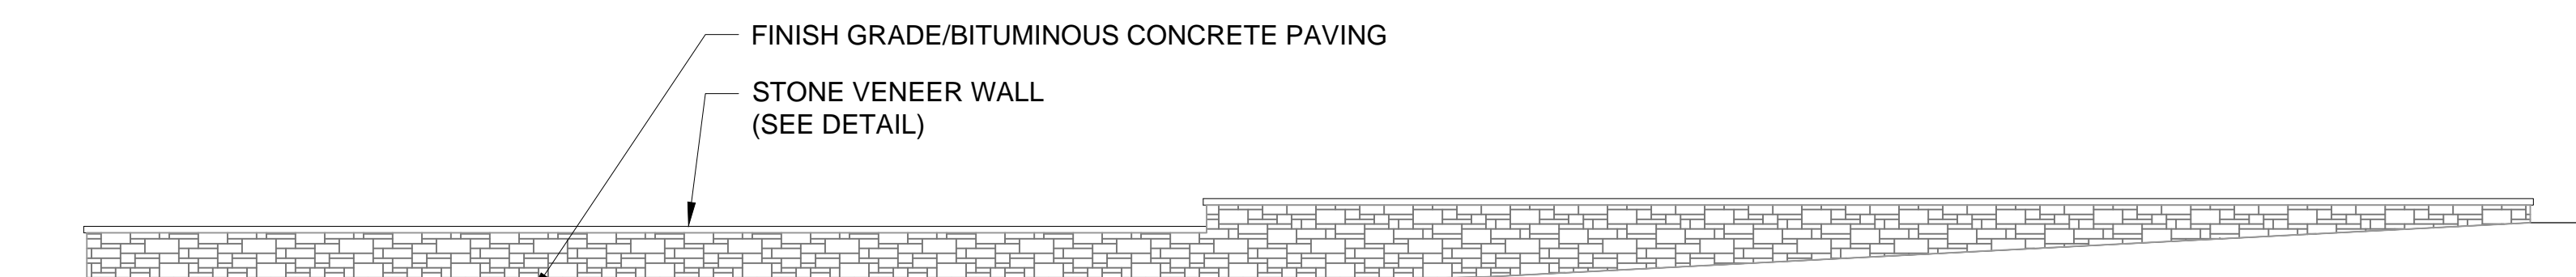 FINISH GRADE/BITUMINOUS CONCRETE PAVING
STONE VENEER WALL
(SEE DETAIL)